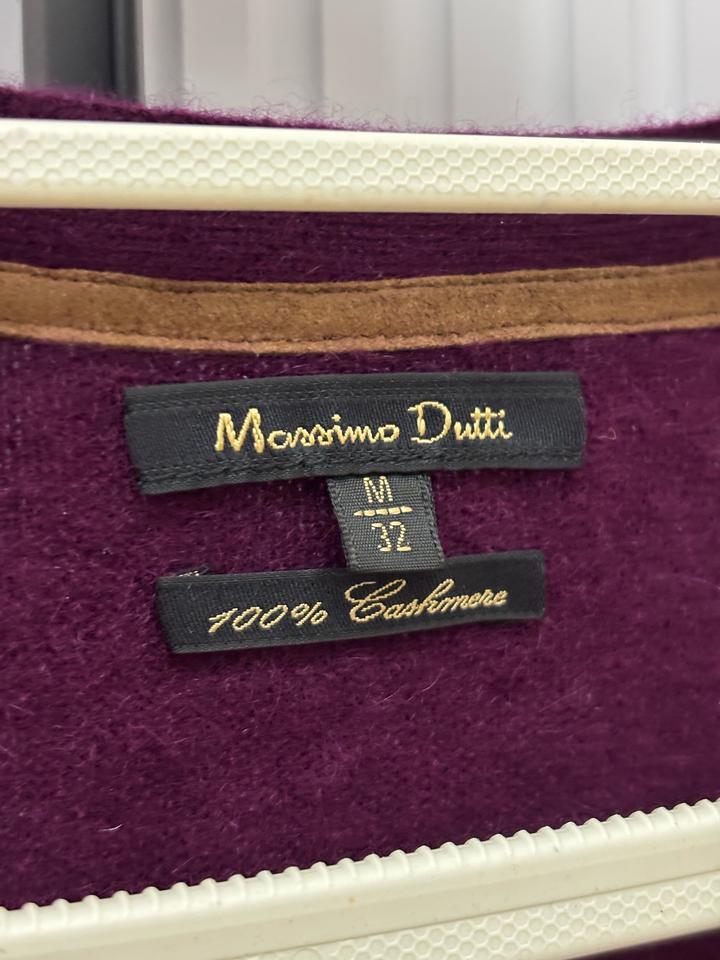 Massimo Dutti
M
32
100% Cashmere